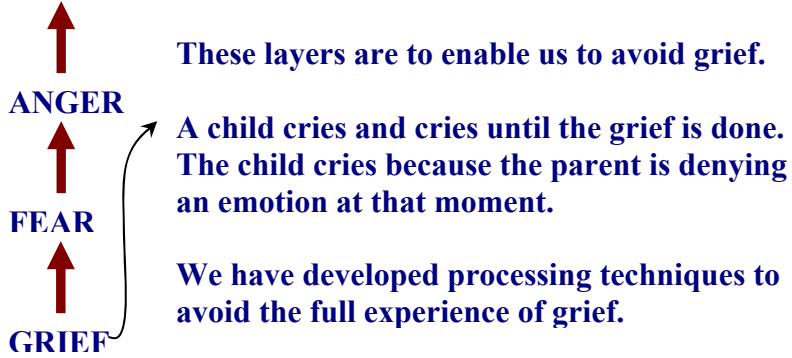 These layers are to enable us to avoid grief.
ANGER
A child cries and cries until the grief is done.
The child cries because the parent is denying
an emotion at that moment.
FEAR
We have developed processing techniques to
avoid the full experience of grief.
GRIEF